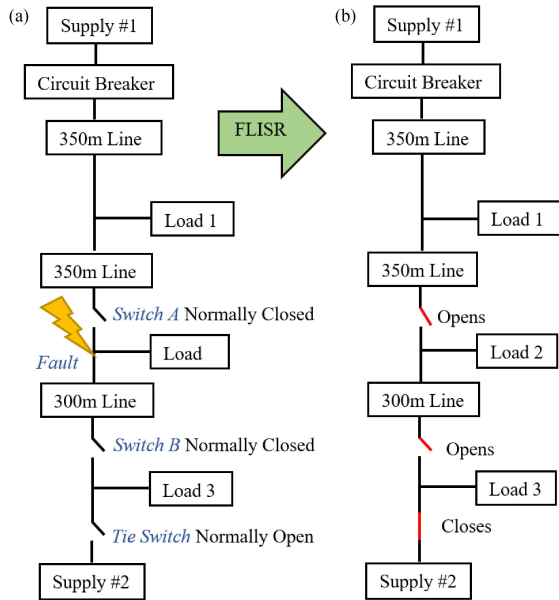 (a)
Supply #1
Circuit Breaker
350m Line
Load 1
350m Line
Switch A Normally Closed
Fault
Load
300m Line
Switch B Normally Closed
Load 3
Tie Switch Normally Open
Supply #2
FLISR
(b)
Supply #1
Circuit Breaker
350m Line
Load 1
350m Line
Opens
Load 2
300m Line
Opens
Load 3
Closes
Supply #2